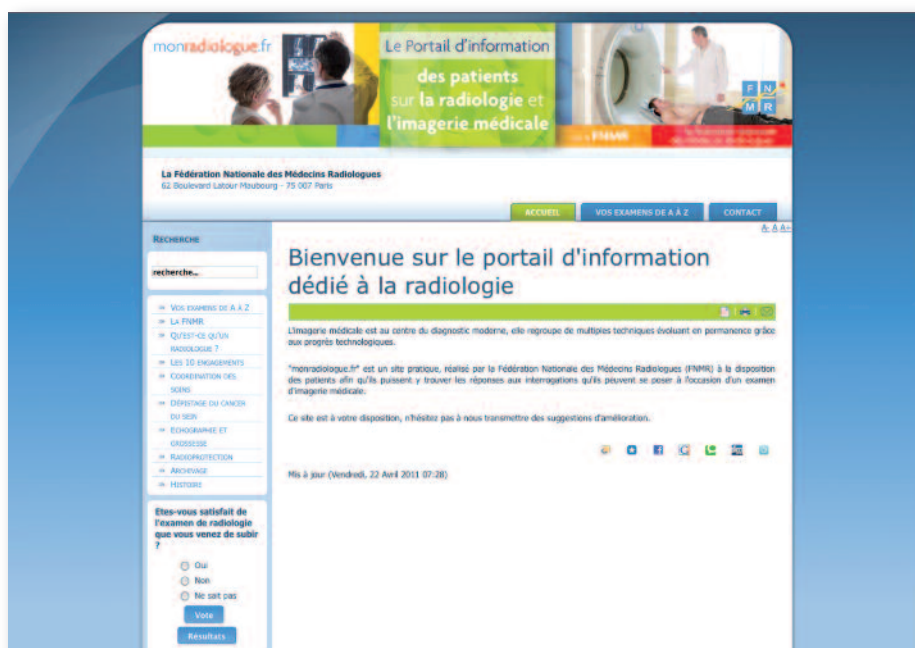 monradiologue.fr
Le Portail d'information
des patients
sur la radiologie et
l'imagerie médicale
F N
M R
FNMR
La Fédération Nationale des Médecins Radiologues
62 Boulevard Latour Maubourg - 75 007 Paris
ACCUEIL
VOS EXAMENS DE A À Z
CONTACT
A- A A+
RECHERCHE
recherche...
VOS EXAMENS DE A À Z
LA FNMR
QU'EST-CE QU'UN
RADIOLOGUE ?
LES 10 ENGAGEMENTS
COORDINATION DES
SOINS
DÉPISTAGE DU CANCER
DU SEIN
ECHOGRAPHIE ET
GROSSESSE
RADIOPROTECTION
ARCHIVAGE
HISTOIRE
Etes-vous satisfait de
l'examen de radiologie
que vous venez de subir
?
Oui
Non
Ne sait pas
Vote
Résultats
Bienvenue sur le portail d'information
dédié à la radiologie
L'imagerie médicale est au centre du diagnostic moderne, elle regroupe de multiples techniques évoluant en permanence grâce
aux progrès technologiques.
"monradiologue.fr" est un site pratique, réalisé par la Fédération Nationale des Médecins Radiologues (FNMR) à la disposition
des patients afin qu'ils puissent y trouver les réponses aux interrogations qu'ils peuvent se poser à l'occasion d'un examen
d'imagerie médicale.
Ce site est à votre disposition, n'hésitez pas à nous transmettre des suggestions d'amélioration.
Mis à jour (Vendredi, 22 Avril 2011 07:28)